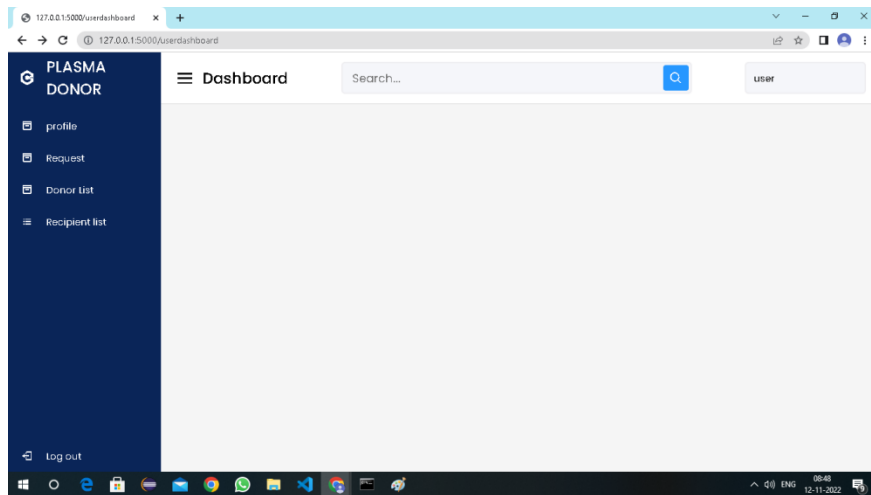 127.0.0.1:5000/userdashboard
127.0.0.1:5000/userdashboard
PLASMA
DONOR
Dashboard
Search...
user
profile
Request
Donor List
Recipient list
Log out
ENG
08:48
12-11-2022